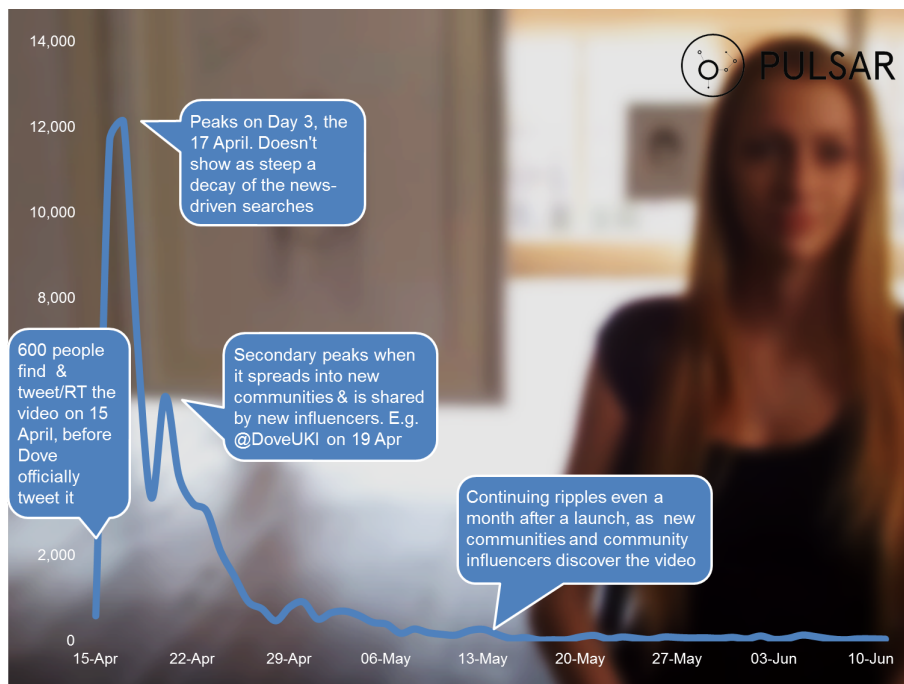 PULSAR
14,000
12,000
10,000
8,000
2,000
0
Peaks on Day 3, the
17 April. Doesn't
show as steep a
decay of the news-
driven searches
600 people
find &
tweet/RT the
video on 15
April, before
Dove
officially
tweet it
Secondary peaks when
it spreads into new
communities & is shared
by new influencers. E.g.
@DoveUKI on 19 Apr
Continuing ripples even a
month after a launch, as new
communities and community
influencers discover the video
15-Apr
22-Apr
29-Apr
06-May
13-May
20-May
27-May
03-Jun
10-Jun